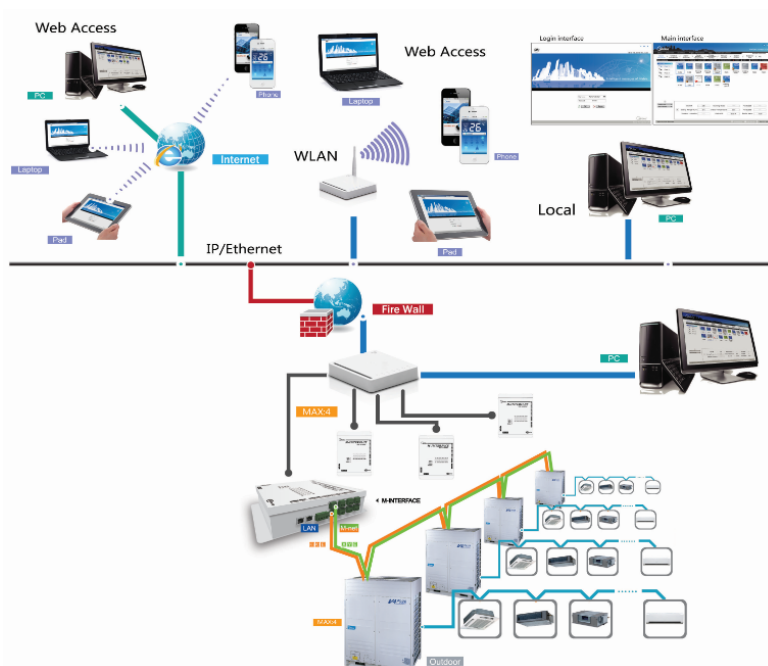 Web Access
PC
Phone
Laptop
Internet
Pad
Web Access
Laptop
WLAN
Phone
Pad
Login interface
Main interface
Local
PC
IP/Ethernet
Fire Wall
PC
MAX:4
M-INTERFACE
LAN
M-net
MAX:4
Outdoor